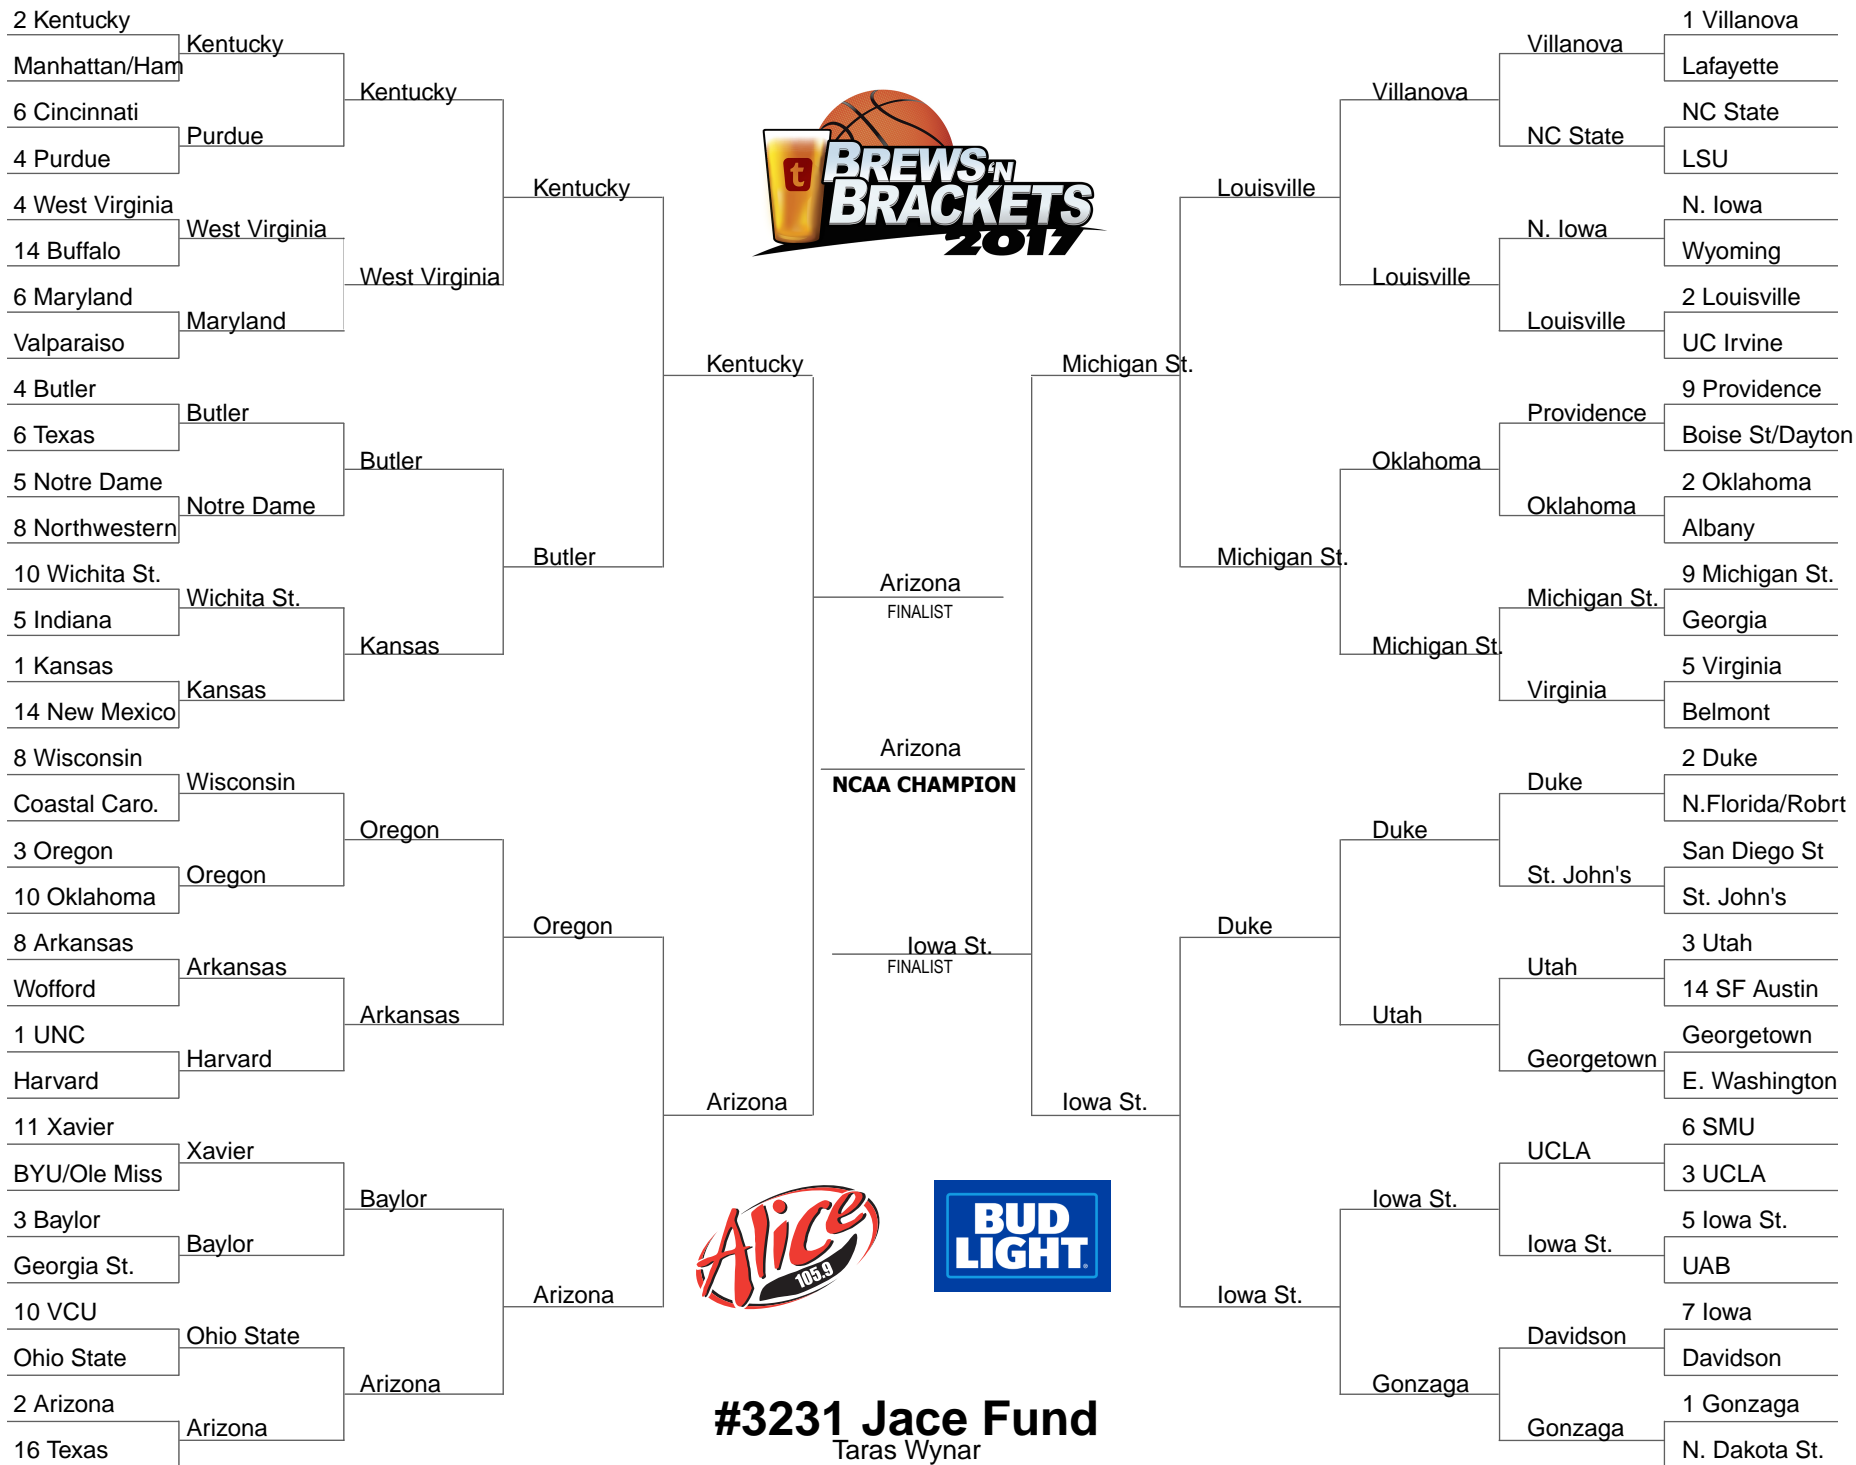 2 Kentucky
Manhattan/Ham
6 Cincinnati
4 Purdue
4 West Virginia
14 Buffalo
6 Maryland
Valparaiso
4 Butler
6 Texas
5 Notre Dame
8 Northwestern
10 Wichita St.
5 Indiana
1 Kansas
14 New Mexico
8 Wisconsin
Coastal Caro.
3 Oregon
10 Oklahoma
8 Arkansas
Wofford
1 UNC
Harvard
11 Xavier
BYU/Ole Miss
3 Baylor
Georgia St.
10 VCU
Ohio State
2 Arizona
16 Texas
Kentucky
Purdue
West Virginia
Maryland
Butler
Notre Dame
Wichita St.
Kansas
Wisconsin
Oregon
Arkansas
Harvard
Xavier
Baylor
Ohio State
Arizona
Kentucky
West Virginia
Butler
Kansas
Oregon
Arkansas
Baylor
Arizona
Kentucky
Butler
Oregon
Arizona
Kentucky
Arizona
t
BREWS 'N
BRACKETS
2017
Arizona
FINALIST
Arizona
NCAA CHAMPION
Iowa St.
FINALIST
Alice
105.9
BUD
LIGHT
#3231 Jace Fund
Taras Wynar
Michigan St.
Iowa St.
Louisville
Michigan St.
Duke
Iowa St.
Villanova
Louisville
Oklahoma
Michigan St.
Duke
Utah
Iowa St.
Gonzaga
Villanova
NC State
N. Iowa
Louisville
Providence
Oklahoma
Michigan St.
Virginia
Duke
St. John's
Utah
Georgetown
UCLA
Iowa St.
Davidson
Gonzaga
1 Villanova
Lafayette
NC State
LSU
N. Iowa
Wyoming
2 Louisville
UC Irvine
9 Providence
Boise St/Dayton
2 Oklahoma
Albany
9 Michigan St.
Georgia
5 Virginia
Belmont
2 Duke
N.Florida/Robrt
San Diego St
St. John's
3 Utah
14 SF Austin
Georgetown
E. Washington
6 SMU
3 UCLA
5 Iowa St.
UAB
7 Iowa
Davidson
1 Gonzaga
N. Dakota St.